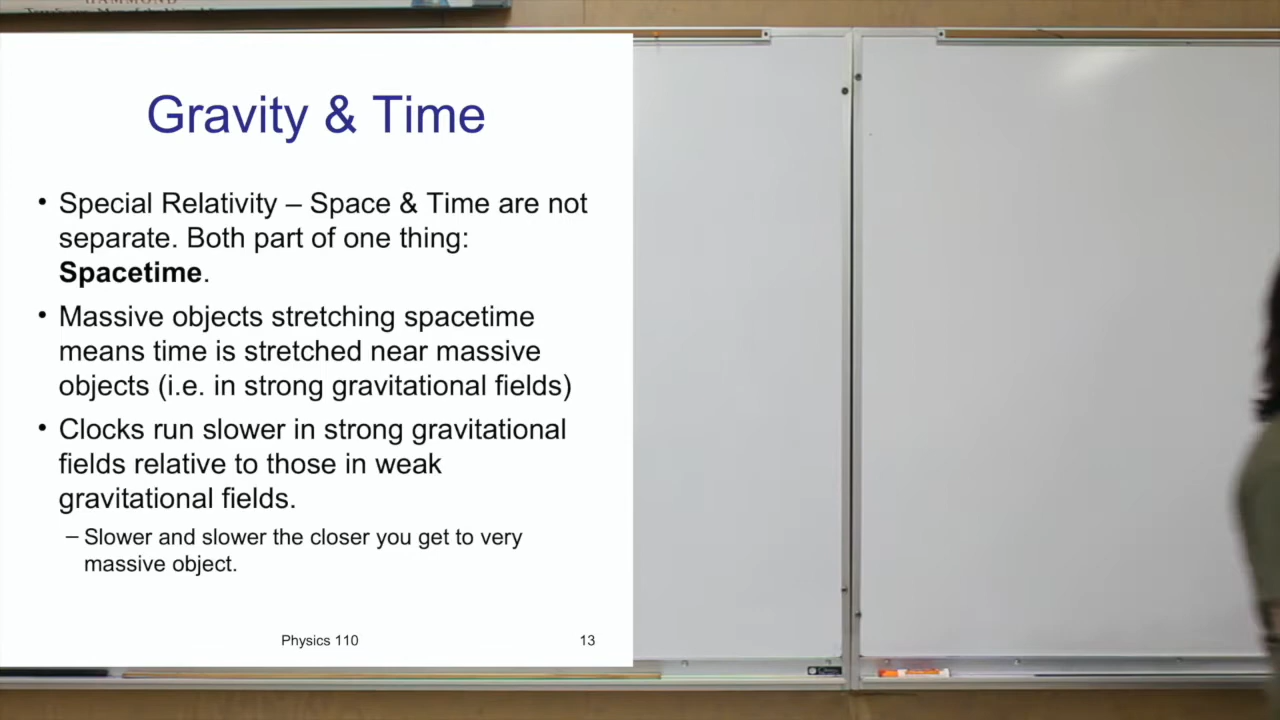 HAMMOND
Gravity & Time
• Special Relativity – Space & Time are not
separate. Both part of one thing:
Spacetime.
• Massive objects stretching spacetime
means time is stretched near massive
objects (i.e. in strong gravitational fields)
• Clocks run slower in strong gravitational
fields relative to those in weak
gravitational fields.
– Slower and slower the closer you get to very
massive object.
Physics 110
13